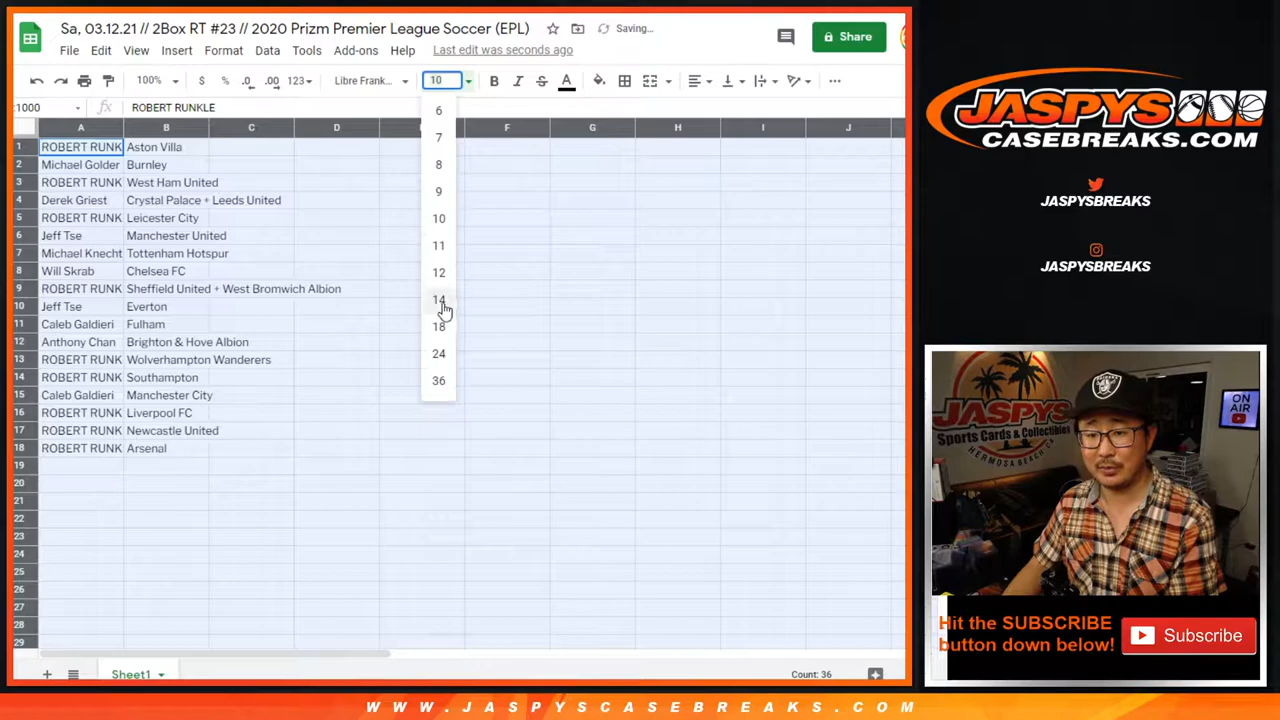 Sa, 03.12.21 // 2Box RT #23 // 2020 Prizm Premier League Soccer (EPL)
Saving...
File Edit View Insert Format Data Tools Add-ons Help Last edit was seconds ago
Share
100% $ % .0 .00 123 Libre Frank... 10 B I S A
:1000 fx ROBERT RUNKLE
A B C D F G H I J
1 ROBERT RUNK Aston Villa
2 Michael Golder Burnley
3 ROBERT RUNK West Ham United
4 Derek Griest Crystal Palace + Leeds United
5 ROBERT RUNK Leicester City
6 Jeff Tse Manchester United
7 Michael Knecht Tottenham Hotspur
8 Will Skrab Chelsea FC
9 ROBERT RUNK Sheffield United + West Bromwich Albion
10 Jeff Tse Everton
11 Caleb Galdieri Fulham
12 Anthony Chan Brighton & Hove Albion
13 ROBERT RUNK Wolverhampton Wanderers
14 ROBERT RUNK Southampton
15 Caleb Galdieri Manchester City
16 ROBERT RUNK Liverpool FC
17 ROBERT RUNK Newcastle United
18 ROBERT RUNK Arsenal
19
20
21
22
23
24
25
26
27
28
29
6
7
8
9
10
11
12
14
18
24
36
Sheet1
Count: 36
JASPYS
CASEBREAKS.COM
JASPYSBREAKS
JASPYSBREAKS
JASPYS
Sports Cards & Collectibles
HERMOSA BEACH
RAIDERS
ON AIR
Hit the SUBSCRIBE
button down below!
Subscribe
WWW.JASPYSCASEBREAKS.COM